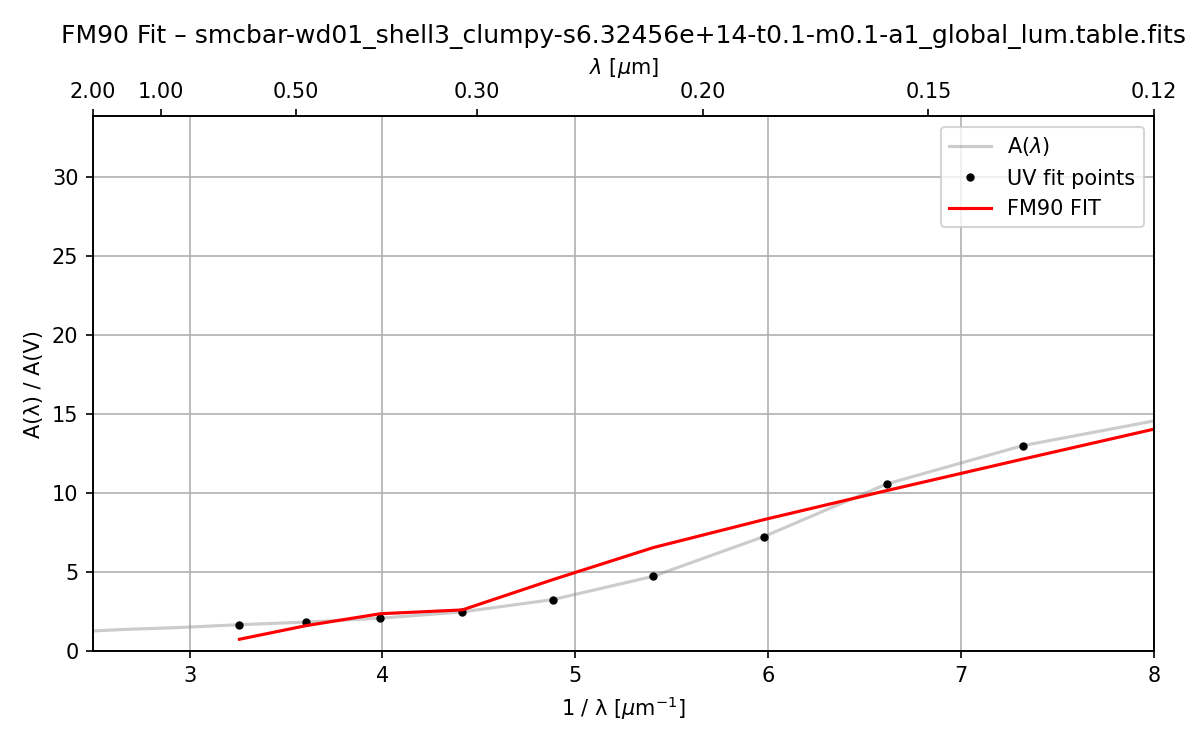 FM90 Fit – smcbar-wd01_shell3_clumpy-s6.32456e+14-t0.1-m0.1-a1_global_lum.table.fits
λ [μm]
2.00 1.00 0.50 0.30 0.20 0.15 0.12
A(λ)
UV fit points
FM90 FIT
A(λ) / A(V)
30
25
20
15
10
5
0
3 4 5 6 7 8
1 / λ [μm⁻¹]